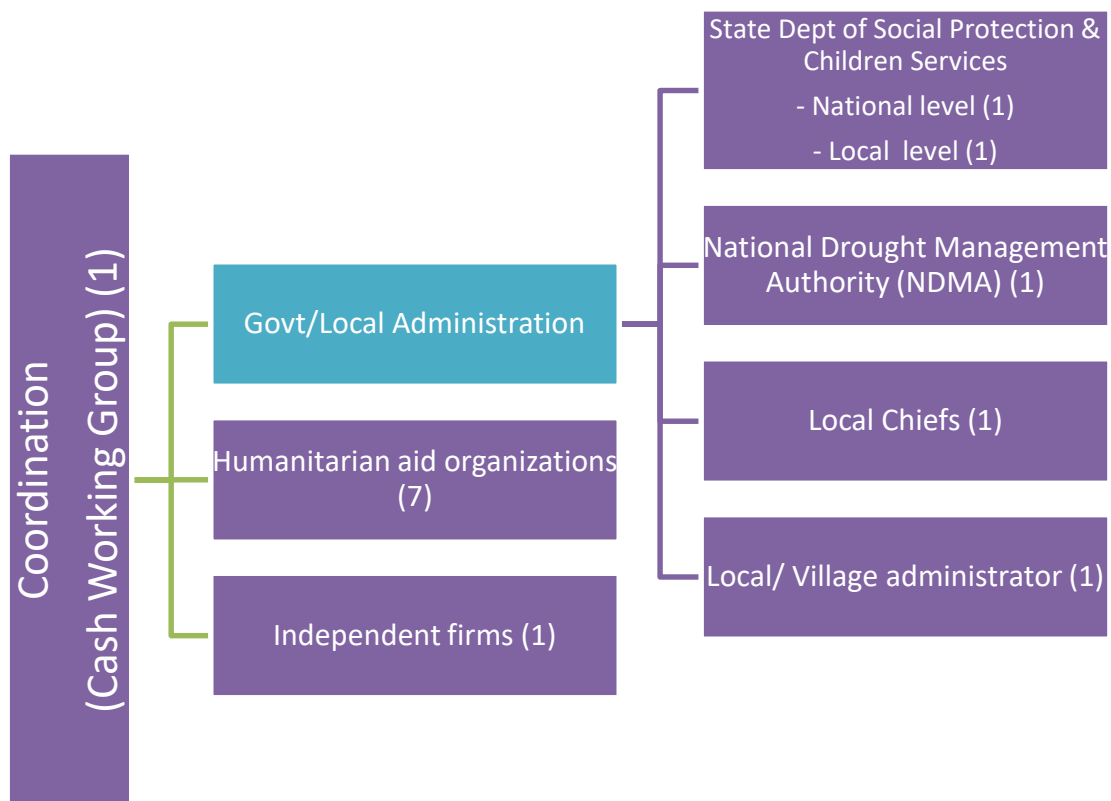 Coordination
(Cash Working Group) (1)
Govt/Local Administration
Humanitarian aid organizations
(7)
Independent firms (1)
State Dept of Social Protection &
Children Services
- National level (1)
- Local  level (1)
National Drought Management
Authority (NDMA) (1)
Local Chiefs (1)
Local/ Village administrator (1)